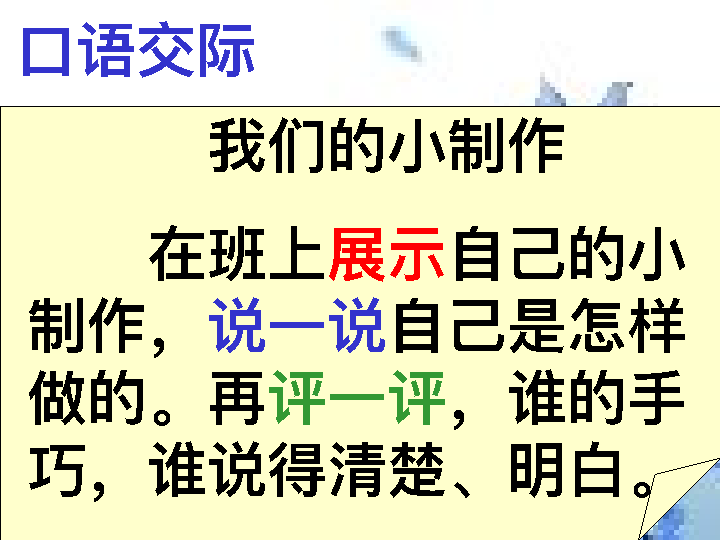 口语交际
我们的小制作
在班上展示自己的小
制作，说一说自己是怎样
做的。再评一评，谁的手
巧，谁说得清楚、明白。